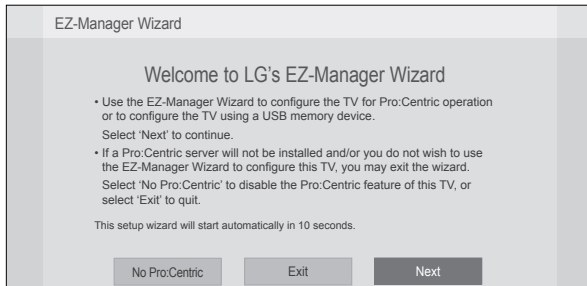 EZ-Manager Wizard
Welcome to LG's EZ-Manager Wizard
• Use the EZ-Manager Wizard to configure the TV for Pro:Centric operation
or to configure the TV using a USB memory device.
Select 'Next' to continue.
• If a Pro:Centric server will not be installed and/or you do not wish to use
the EZ-Manager Wizard to configure this TV, you may exit the wizard.
Select 'No Pro:Centric' to disable the Pro:Centric feature of this TV, or
select 'Exit' to quit.
This setup wizard will start automatically in 10 seconds.
No Pro:Centric Exit Next